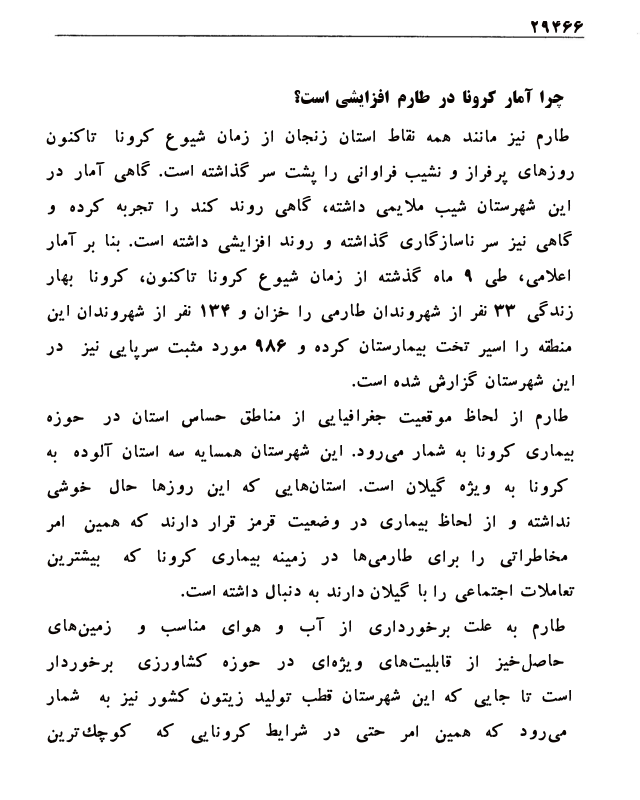 ۲۹۴۶۶
چرا آمار کرونا در طارم افزایشی است؟
طارم نیز مانند همه نقاط استان زنجان از زمان شیوع کرونا تاکنون
روزهای پرفراز و نشیب فراوانی را پشت سر گذاشته است. گاهی آمار در
این شهرستان شیب ملایمی داشته، گاهی روند کند را تجربه کرده و
گاهی نیز سر ناسازگاری گذاشته و روند افزایشی داشته است. بنا بر آمار
اعلامی، طی ۹ ماه گذشته از زمان شیوع کرونا تاکنون، کرونا بهار
زندگی ۳۳ نفر از شهروندان طارمی را خزان و ۱۳۴ نفر از شهروندان این
منطقه را اسیر تخت بیمارستان کرده و ۹۸۶ مورد مثبت سرپایی نیز در
این شهرستان گزارش شده است.
طارم از لحاظ موقعیت جغرافیایی از مناطق حساس استان در حوزه
بیماری کرونا به شمار می‌رود. این شهرستان همسایه سه استان آلوده به
کرونا به ویژه گیلان است. استان‌هایی که این روزها حال خوشی
نداشته و از لحاظ بیماری در وضعیت قرمز قرار دارند که همین امر
مخاطراتی را برای طارمی‌ها در زمینه بیماری کرونا که بیشترین
تعاملات اجتماعی را با گیلان دارند به دنبال داشته است.
طارم به علت برخورداری از آب و هوای مناسب و زمین‌های
حاصل‌خیز از قابلیت‌های ویژه‌ای در حوزه کشاورزی برخوردار
است تا جایی که این شهرستان قطب تولید زیتون کشور نیز به شمار
می‌رود که همین امر حتی در شرایط کرونایی که کوچك‌ترین